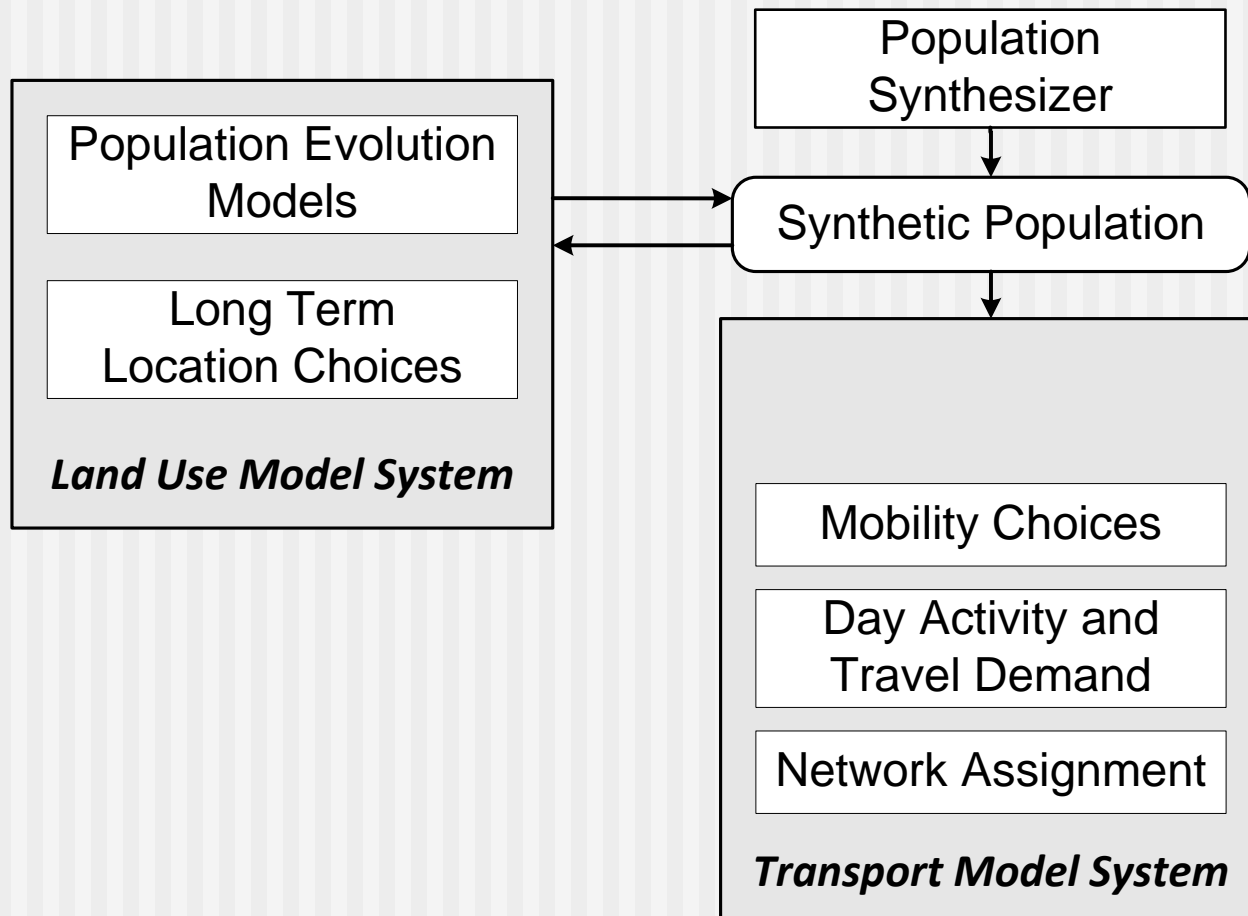 Population
Synthesizer
Population Evolution
Models
Synthetic Population
Long Term
Location Choices
Land Use Model System
Mobility Choices
Day Activity and
Travel Demand
Network Assignment
Transport Model System